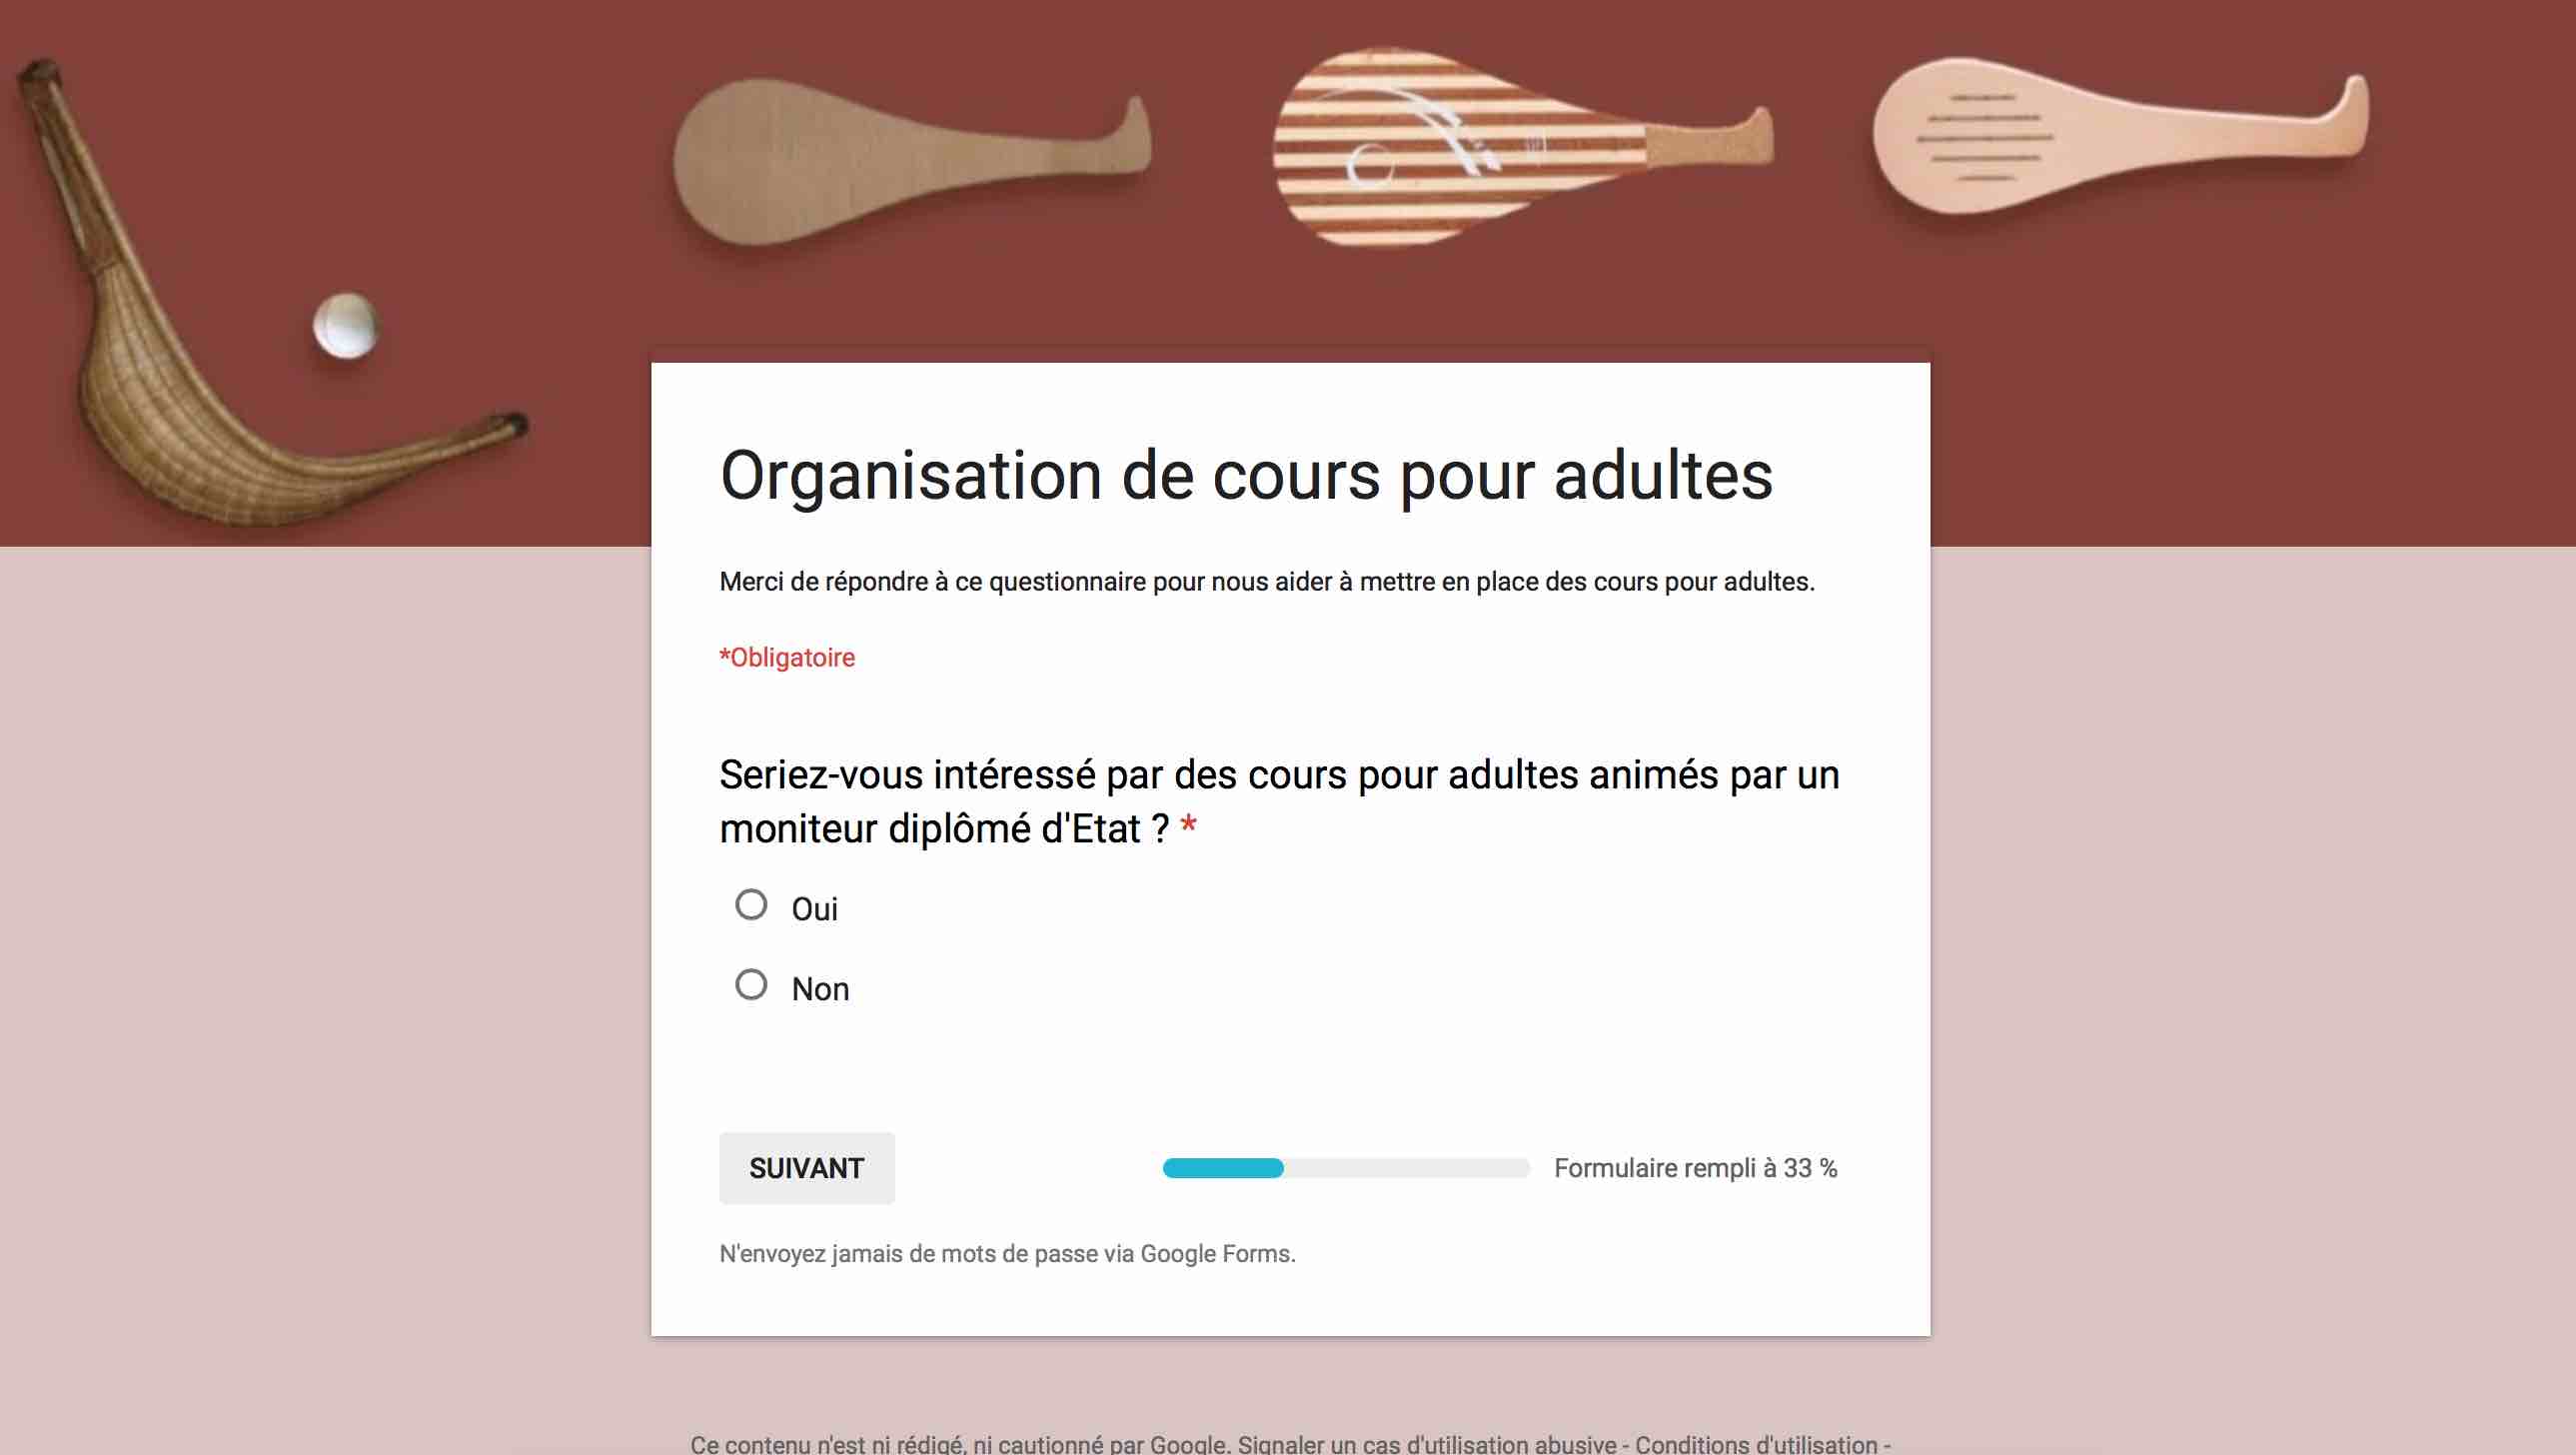 Organisation de cours pour adultes
Merci de répondre à ce questionnaire pour nous aider à mettre en place des cours pour adultes.
*Obligatoire
Seriez-vous intéressé par des cours pour adultes animés par un
moniteur diplômé d'Etat ? *
Oui
Non
SUIVANT
Formulaire rempli à 33 %
N'envoyez jamais de mots de passe via Google Forms.
Ce contenu n'est ni rédigé, ni cautionné par Google. Signaler un cas d'utilisation abusive - Conditions d'utilisation -